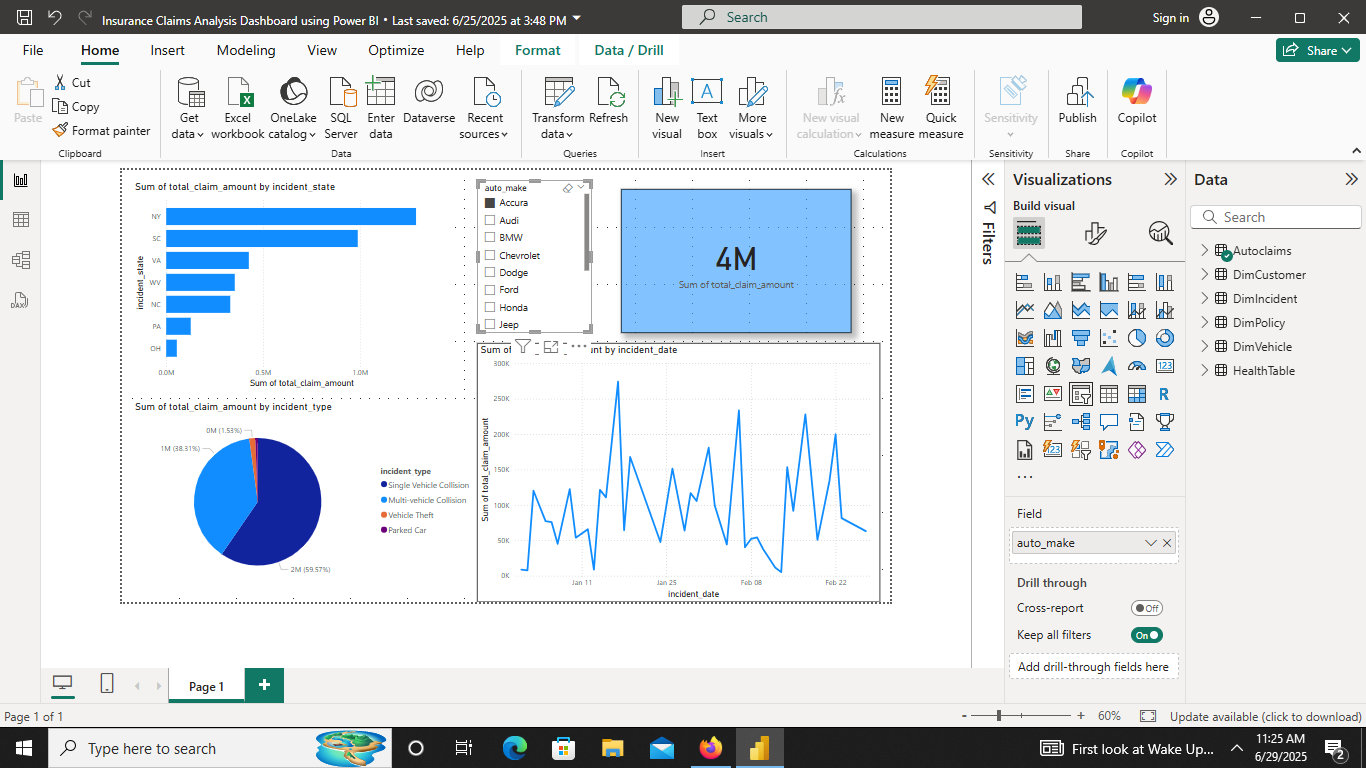 Insurance Claims Analysis Dashboard using Power BI • Last saved: 6/25/2025 at 3:48 PM
Search
Sign in
File
Home
Insert
Modeling
View
Optimize
Help
Format
Data / Drill
Share
Paste
Cut
Copy
Format painter
Clipboard
Get data
Excel workbook
OneLake catalog
SQL Server
Enter data
Dataverse
Recent sources
Data
Transform data
Refresh
Queries
New visual
Text box
More visuals
Insert
New visual calculation
New measure
Quick measure
Calculations
Sensitivity
Sensitivity
Publish
Share
Copilot
Copilot
Sum of total_claim_amount by incident_state
incident_state
NY
SC
VA
WV
NC
PA
OH
0.0M
0.5M
1.0M
Sum of total_claim_amount
auto_make
Accura
Audi
BMW
Chevrolet
Dodge
Ford
Honda
Jeep
4M
Sum of total_claim_amount
Sum of total_claim_amount by incident_type
0M (1.53%)
1M (38.31%)
2M (59.57%)
incident_type
Single Vehicle Collision
Multi-vehicle Collision
Vehicle Theft
Parked Car
Sum of
unt by incident_date
Sum of total_claim_amount
300K
250K
200K
150K
100K
50K
0K
Jan 11
Jan 25
Feb 08
Feb 22
incident_date
Filters
Visualizations
Build visual
123
R
Py
123
...
Field
auto_make
Drill through
Cross-report
Off
Keep all filters
On
Add drill-through fields here
Data
Search
Autoclaims
DimCustomer
DimIncident
DimPolicy
DimVehicle
HealthTable
DAX
Page 1
+
Page 1 of 1
- + 60%
Update available (click to download)
Type here to search
First look at Wake Up...
11:25 AM
6/29/2025
2